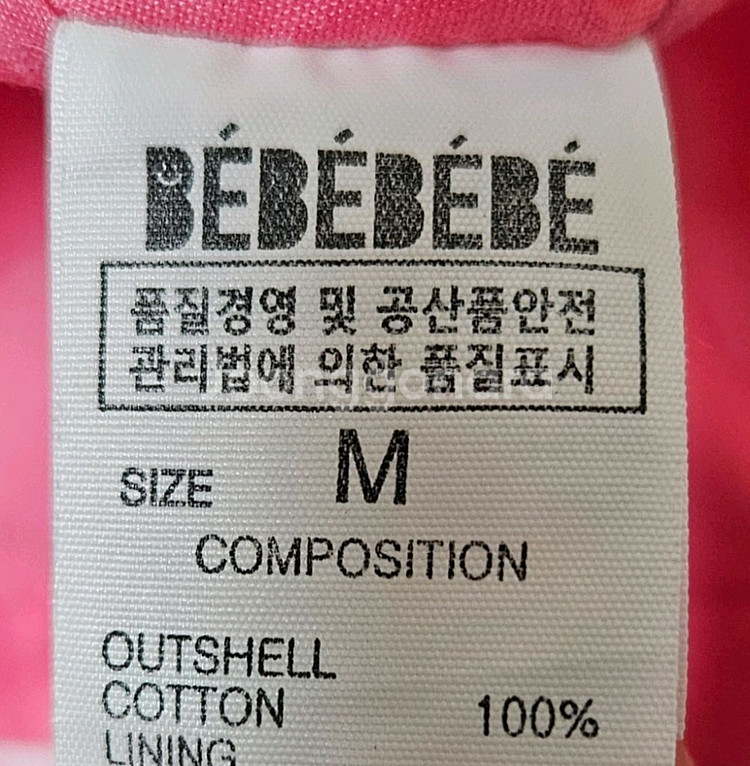 BÉBÉBÉBÉ
품질경영 및 공산품안전
관리법에 의한 품질표시
SIZE M
COMPOSITION
OUTSHELL
COTTON 100%
LINING